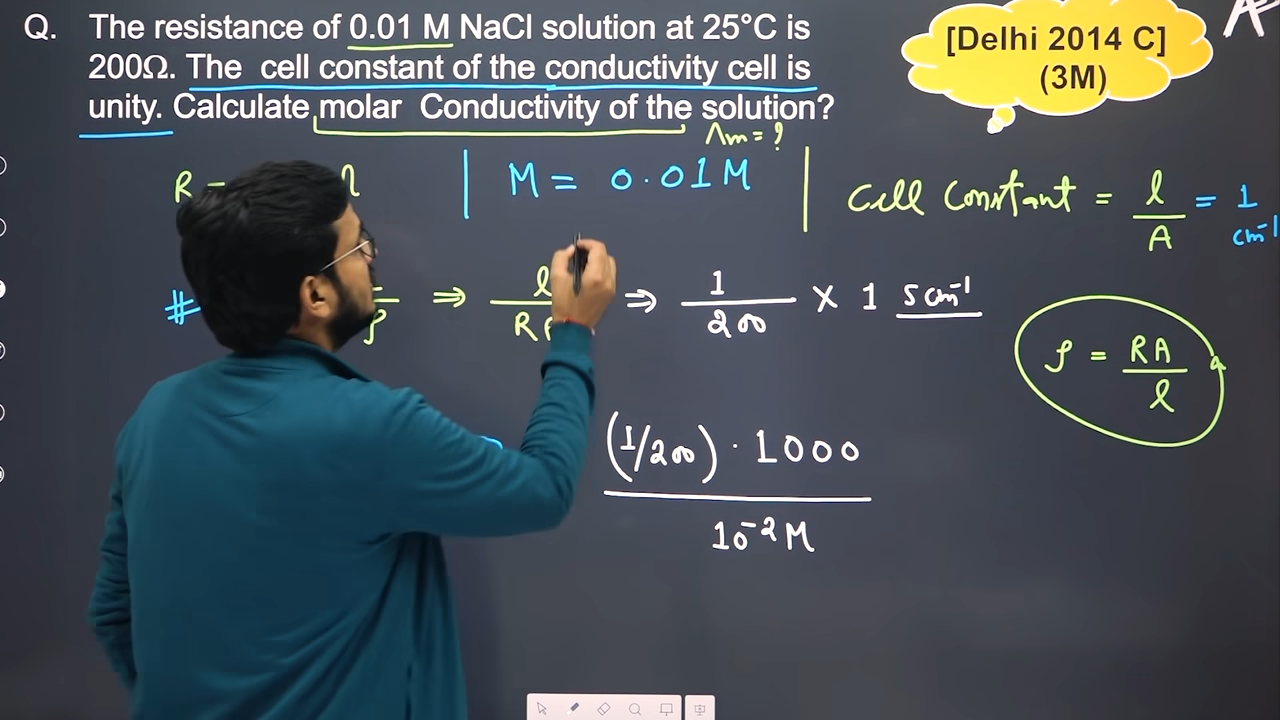 Q. The resistance of 0.01 M NaCl solution at 25°C is
200Ω. The cell constant of the conductivity cell is
unity. Calculate molar Conductivity of the solution?
[Delhi 2014 C]
(3M)
Λm = ?
R =
M = 0.01M
Cell Constant = l/A = 1 cm⁻¹
# ⇒ l/R ⇒ 1/200 × 1 S cm⁻¹
ρ = RA/l
(1/200) · 1000
10⁻² M